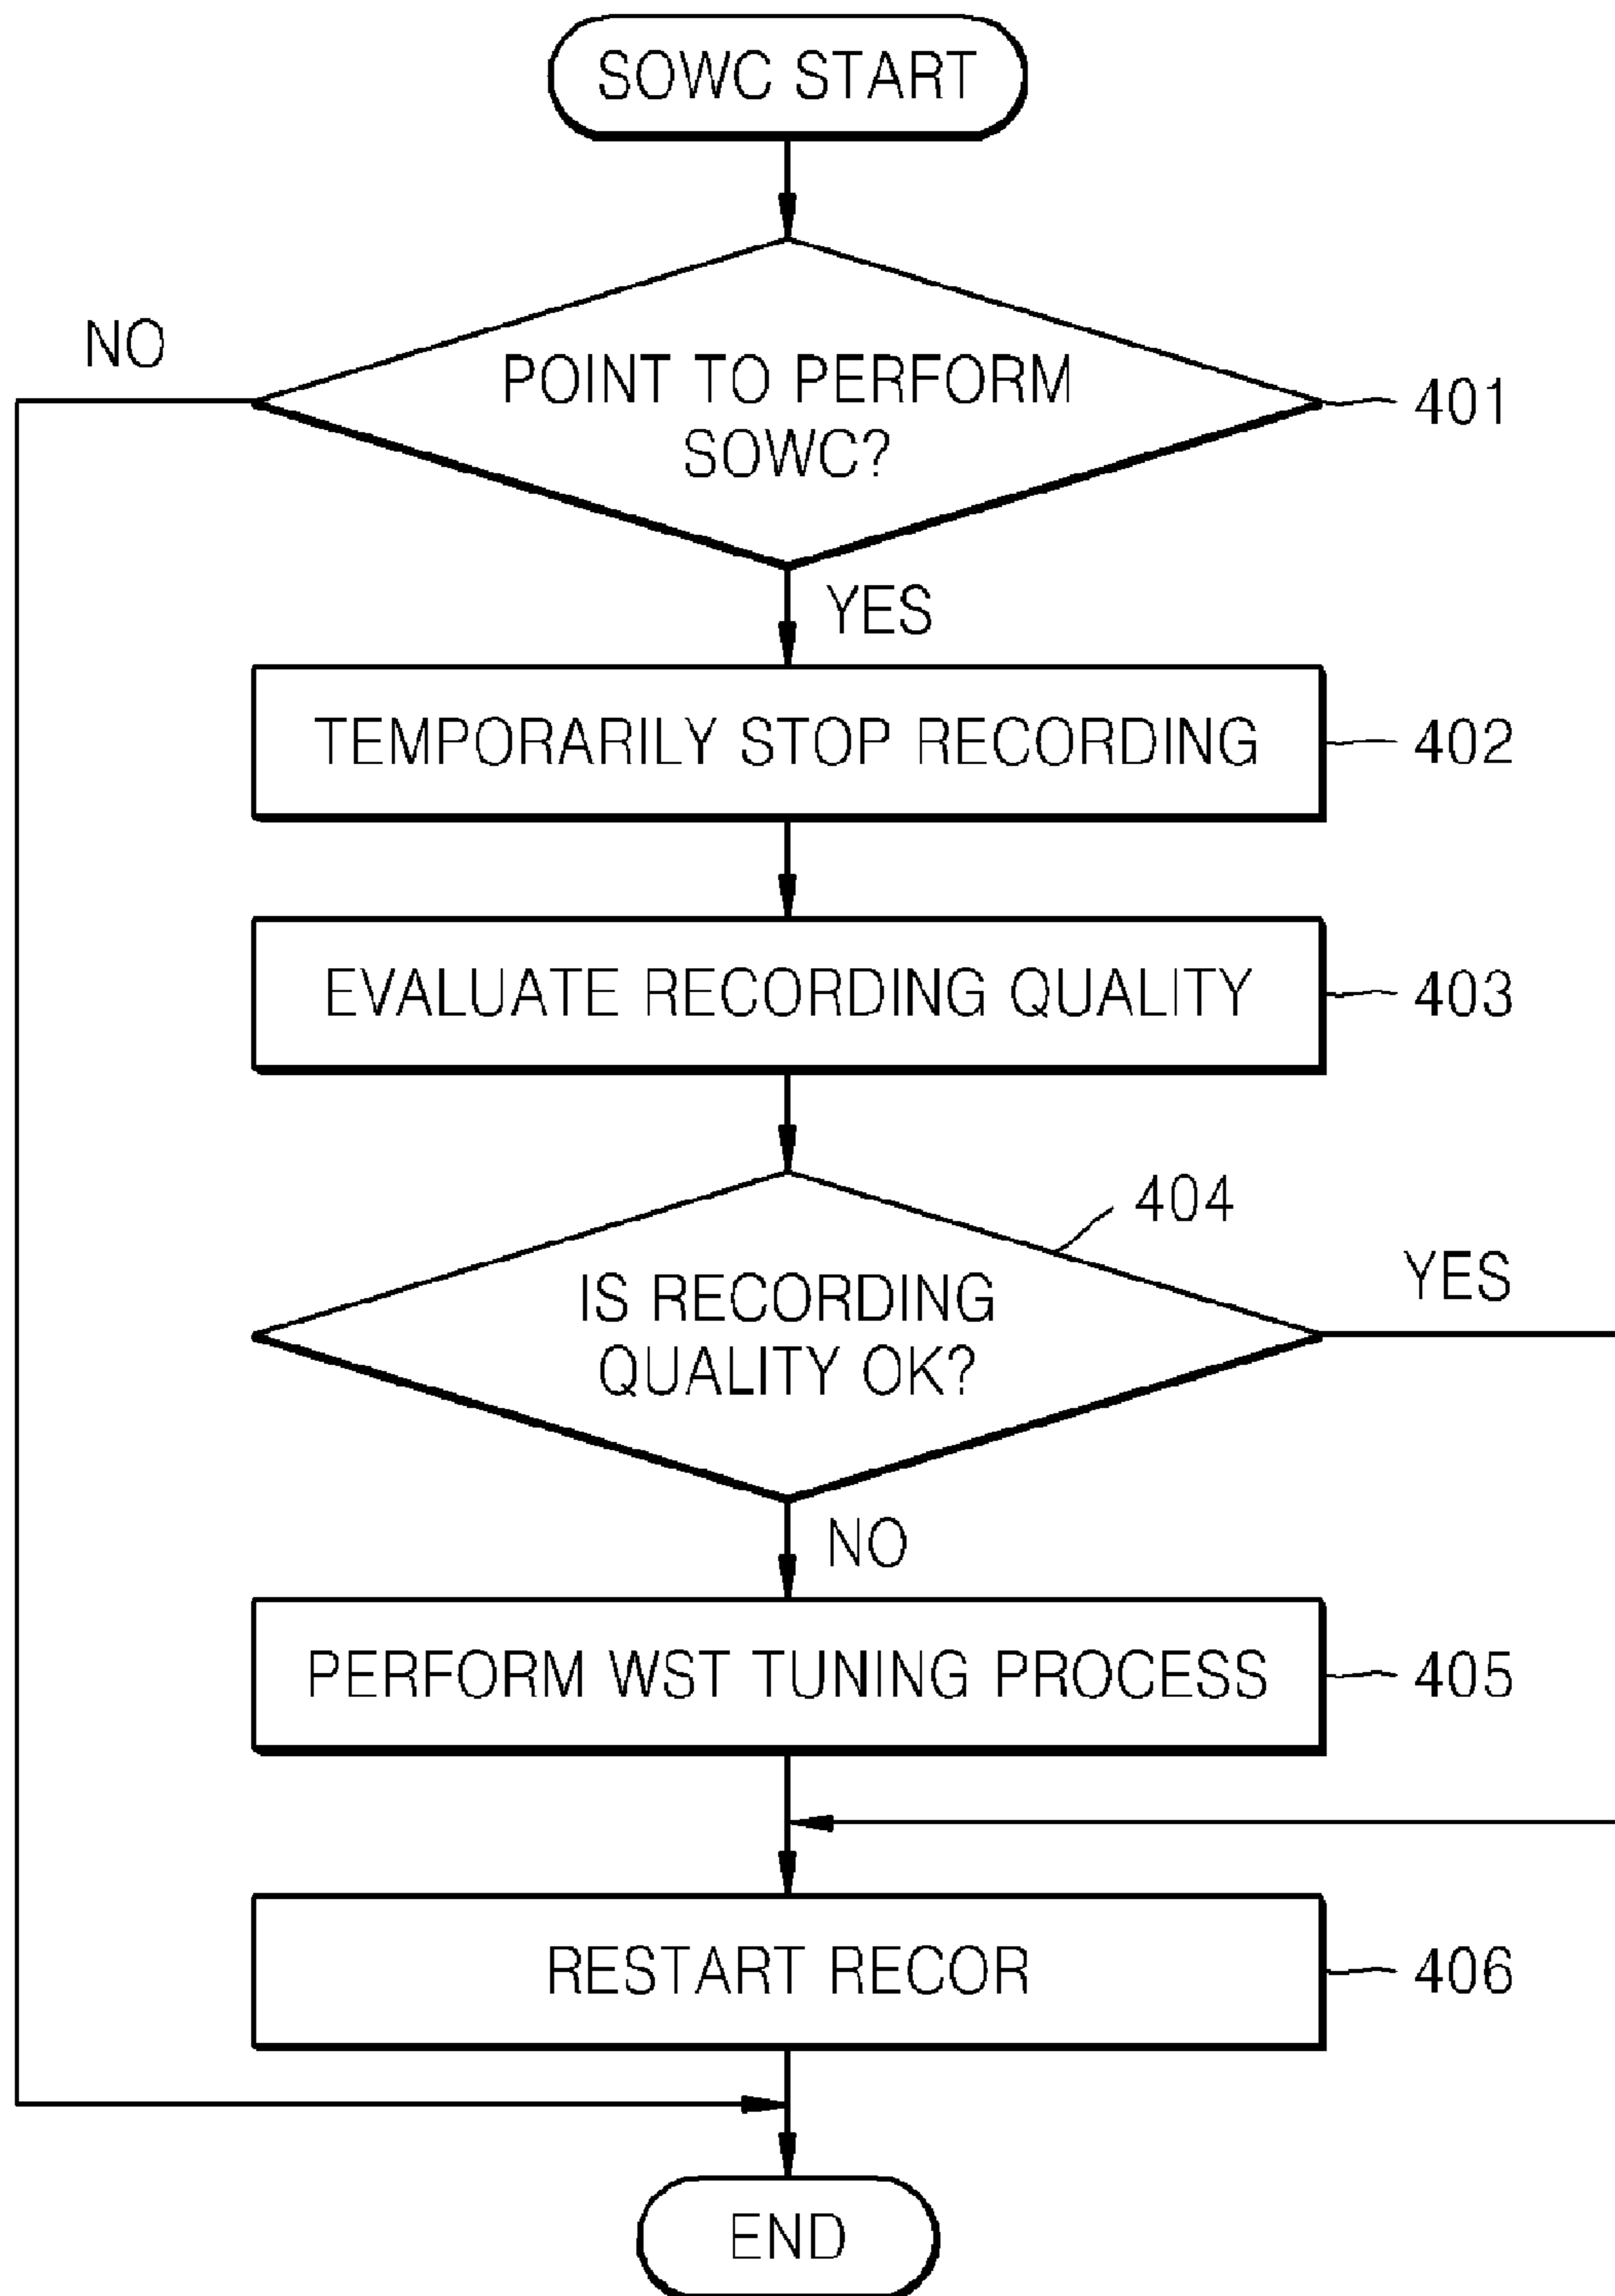 SOWC START
NO
POINT TO PERFORM
SOWC?
401
YES
TEMPORARILY STOP RECORDING
402
EVALUATE RECORDING QUALITY
403
404
IS RECORDING
QUALITY OK?
YES
NO
PERFORM WST TUNING PROCESS
405
RESTART RECOR
406
END